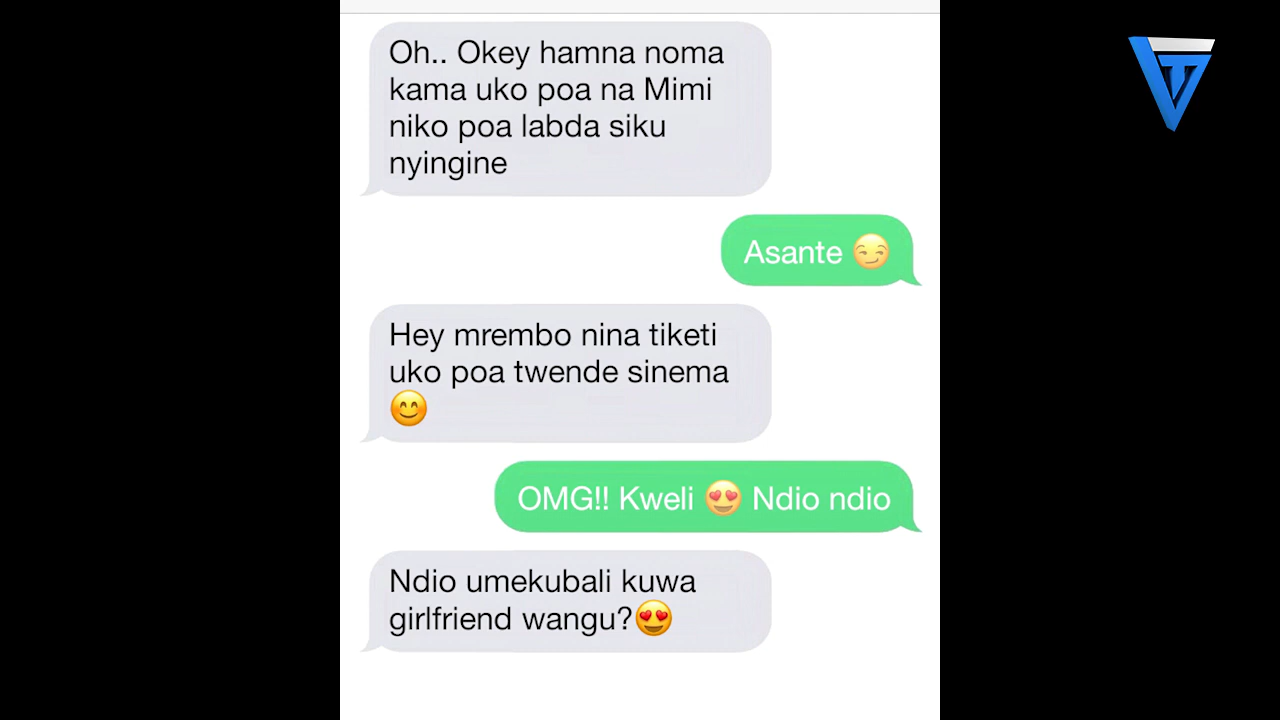 Oh.. Okey hamna noma
kama uko poa na Mimi
niko poa labda siku
nyingine
Asante 😏
Hey mrembo nina tiketi
uko poa twende sinema
😊
OMG!! Kweli 😍 Ndio ndio
Ndio umekubali kuwa
girlfriend wangu?😍